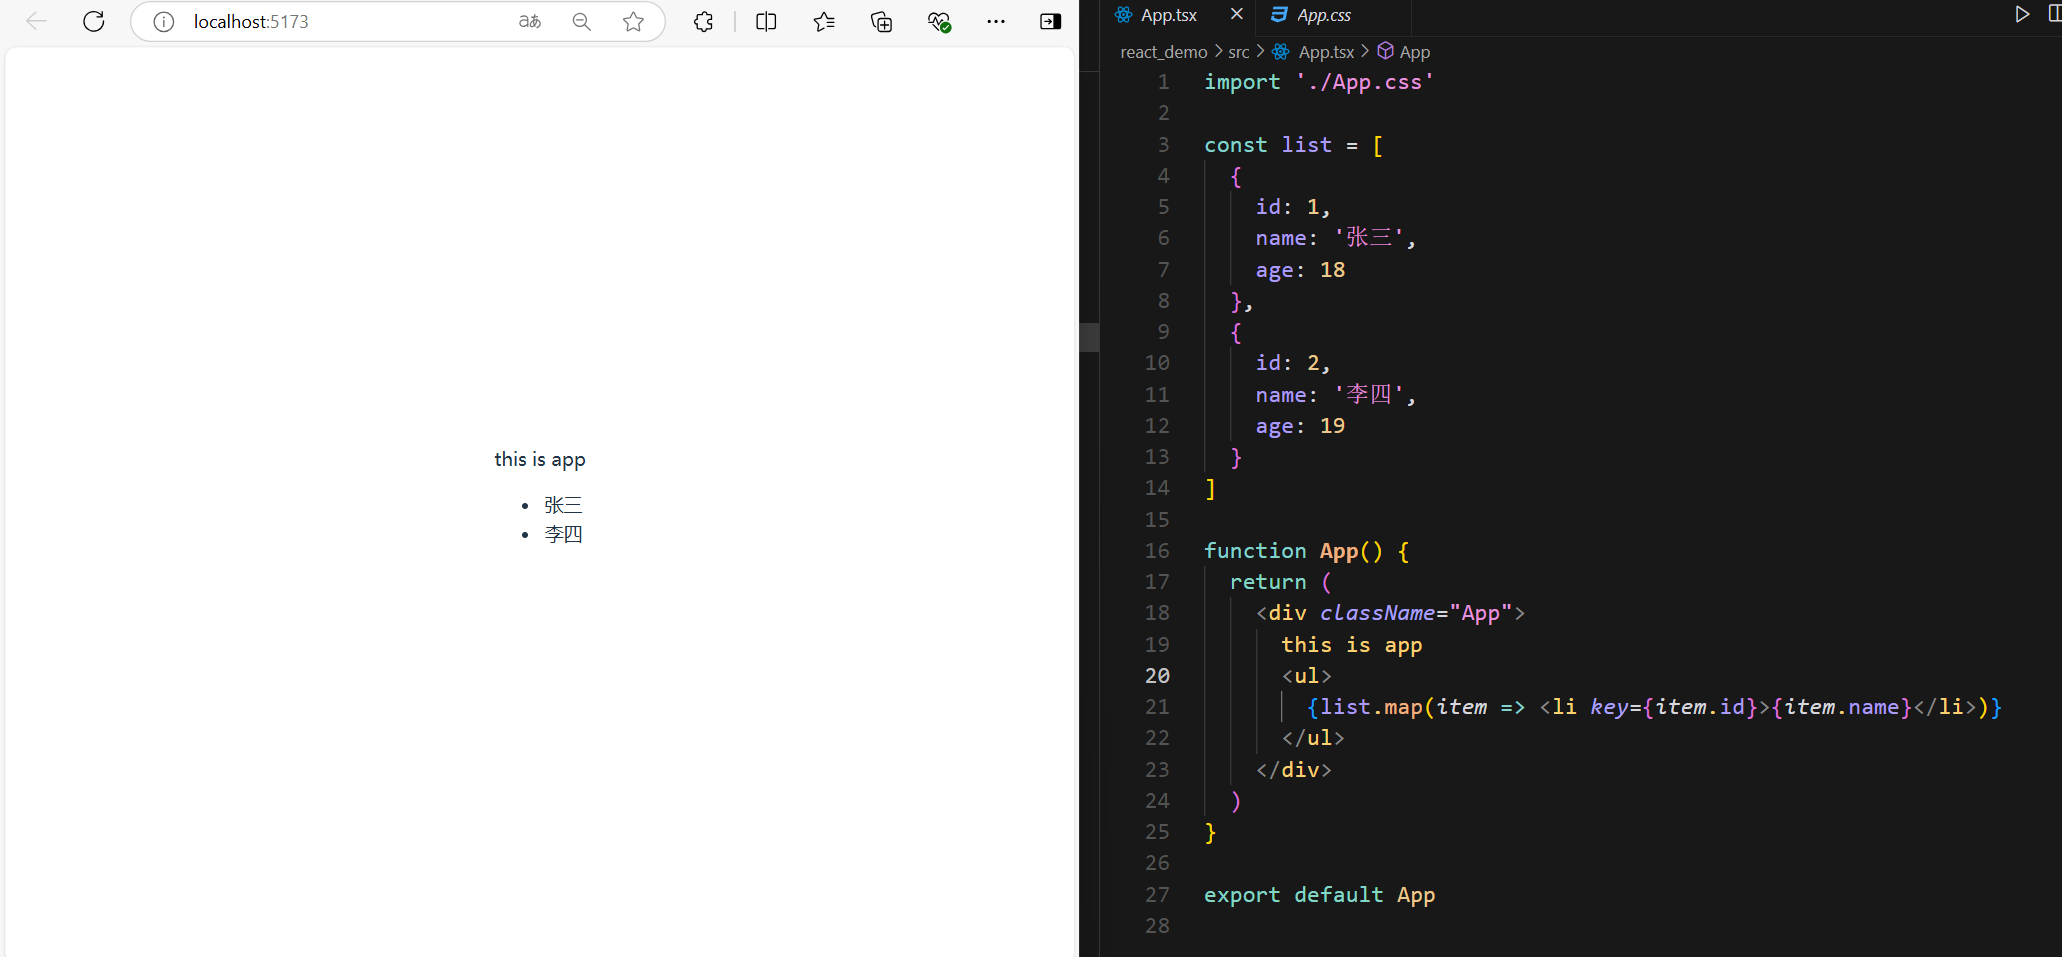 localhost:5173
aあ
this is app
• 张三
• 李四
App.tsx
App.css
react_demo > src > App.tsx > App
1 import './App.css'
2
3 const list = [
4 {
5 id: 1,
6 name: '张三',
7 age: 18
8 },
9 {
10 id: 2,
11 name: '李四',
12 age: 19
13 }
14 ]
15
16 function App() {
17 return (
18 <div className="App">
19 this is app
20 <ul>
21 {list.map(item => <li key={item.id}>{item.name}</li>)}
22 </ul>
23 </div>
24 )
25 }
26
27 export default App
28